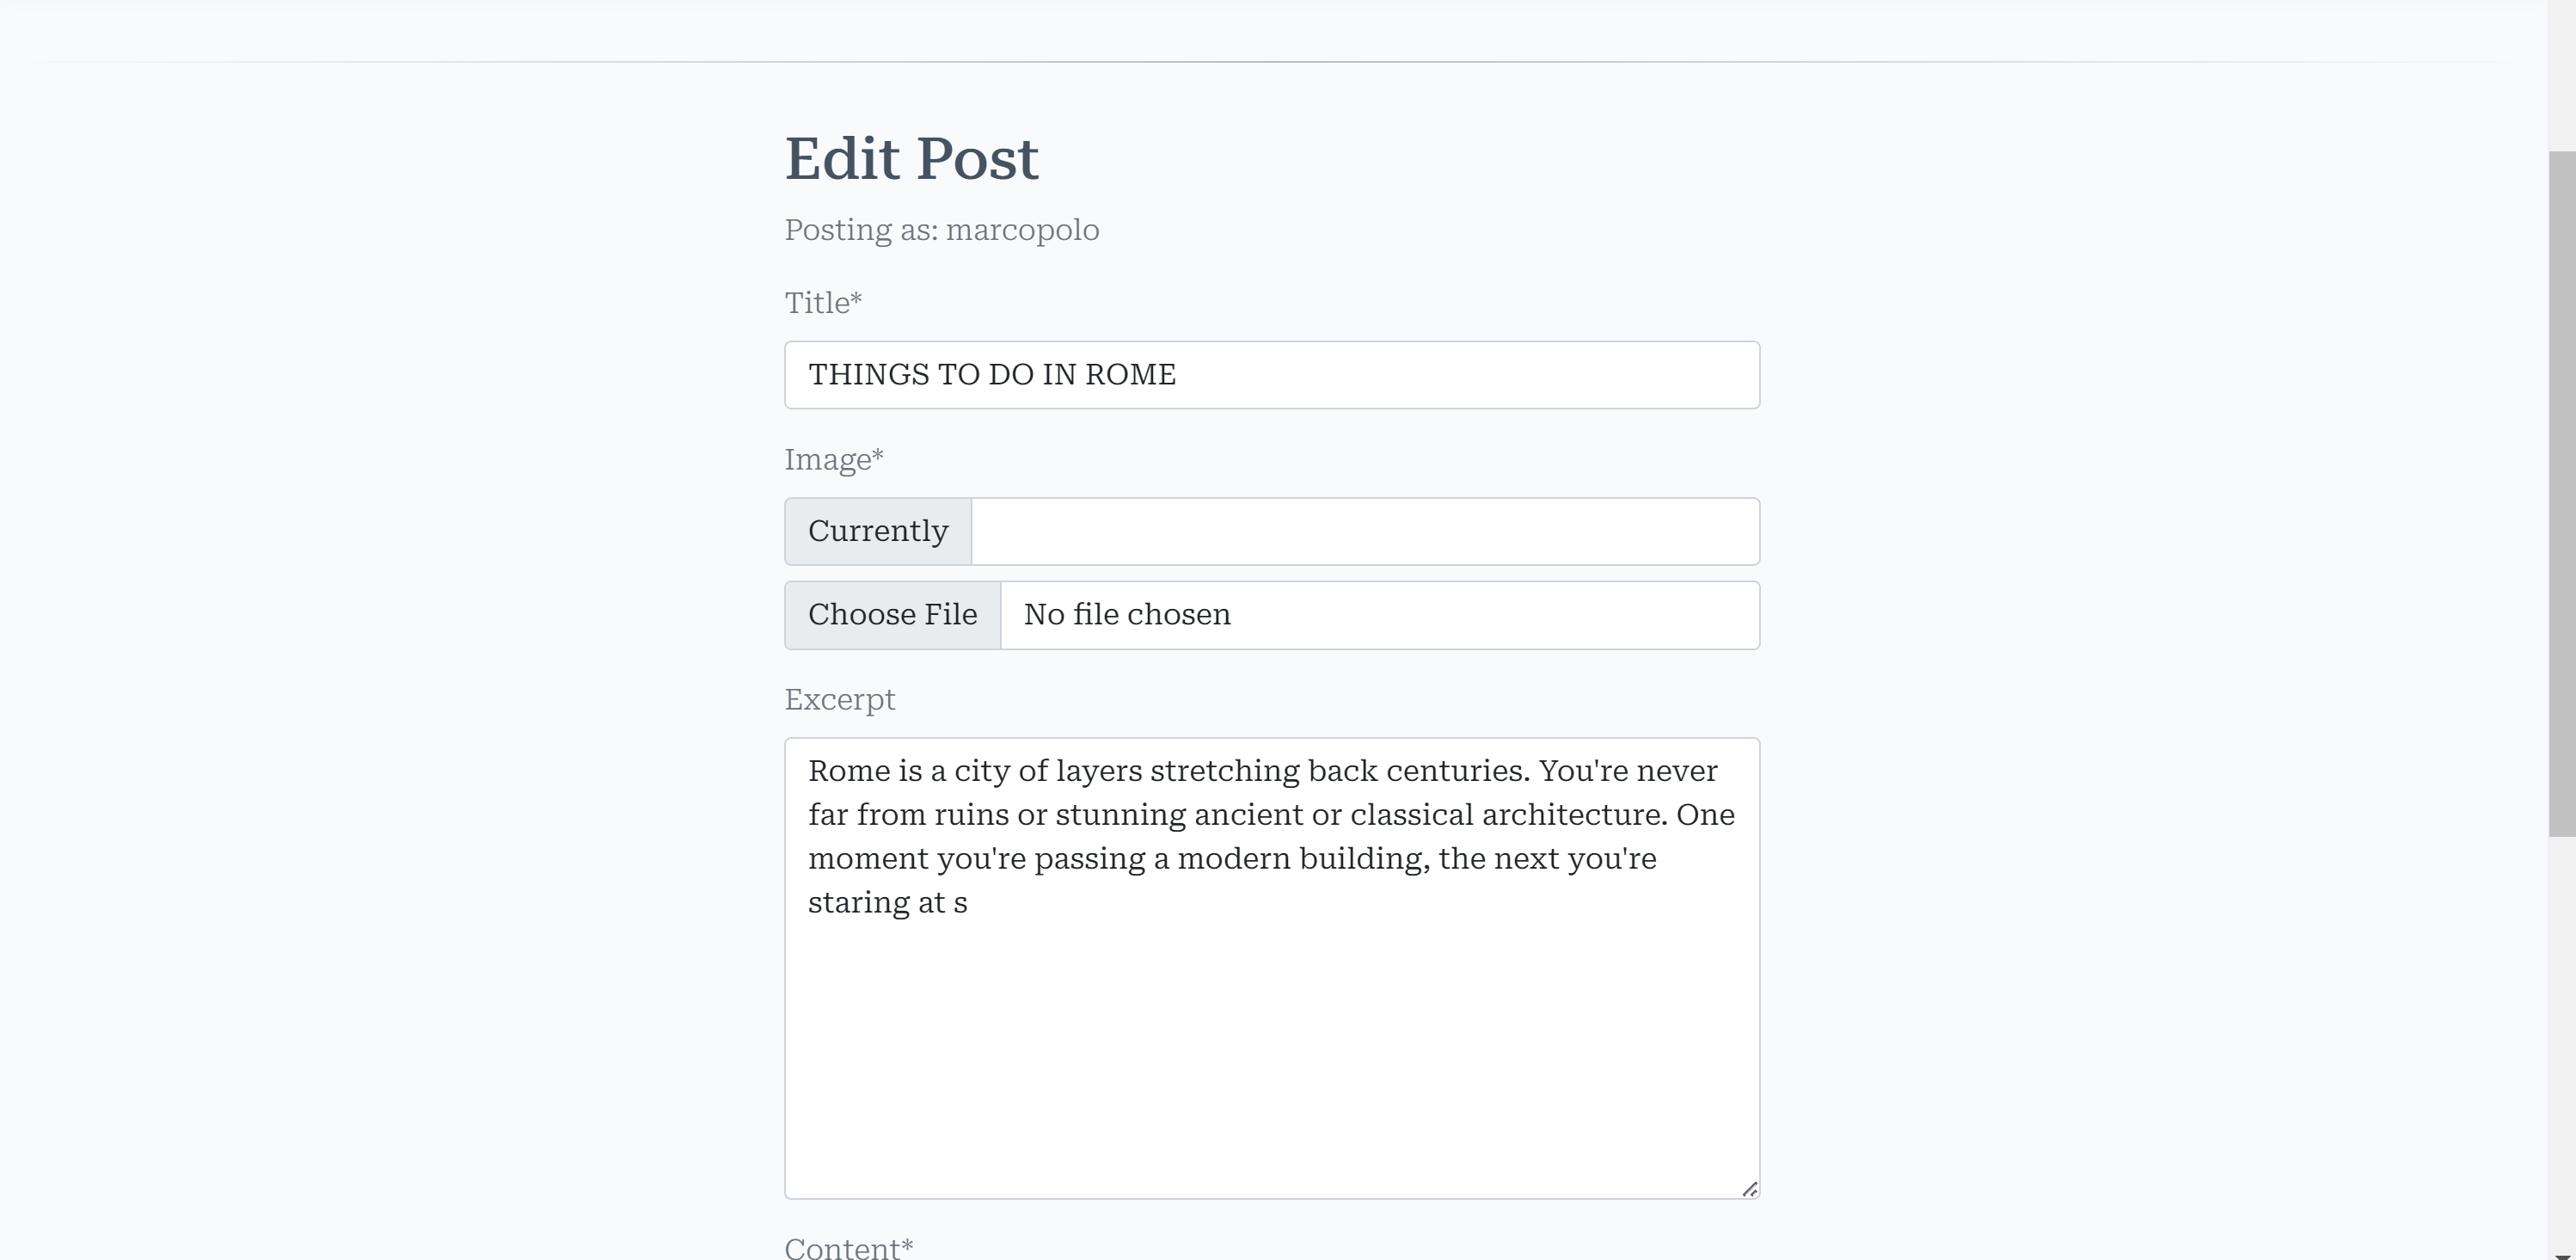 Edit Post
Posting as: marcopolo
Title*
THINGS TO DO IN ROME
Image*
Currently
Choose File No file chosen
Excerpt
Rome is a city of layers stretching back centuries. You're never
far from ruins or stunning ancient or classical architecture. One
moment you're passing a modern building, the next you're
staring at s
Content*